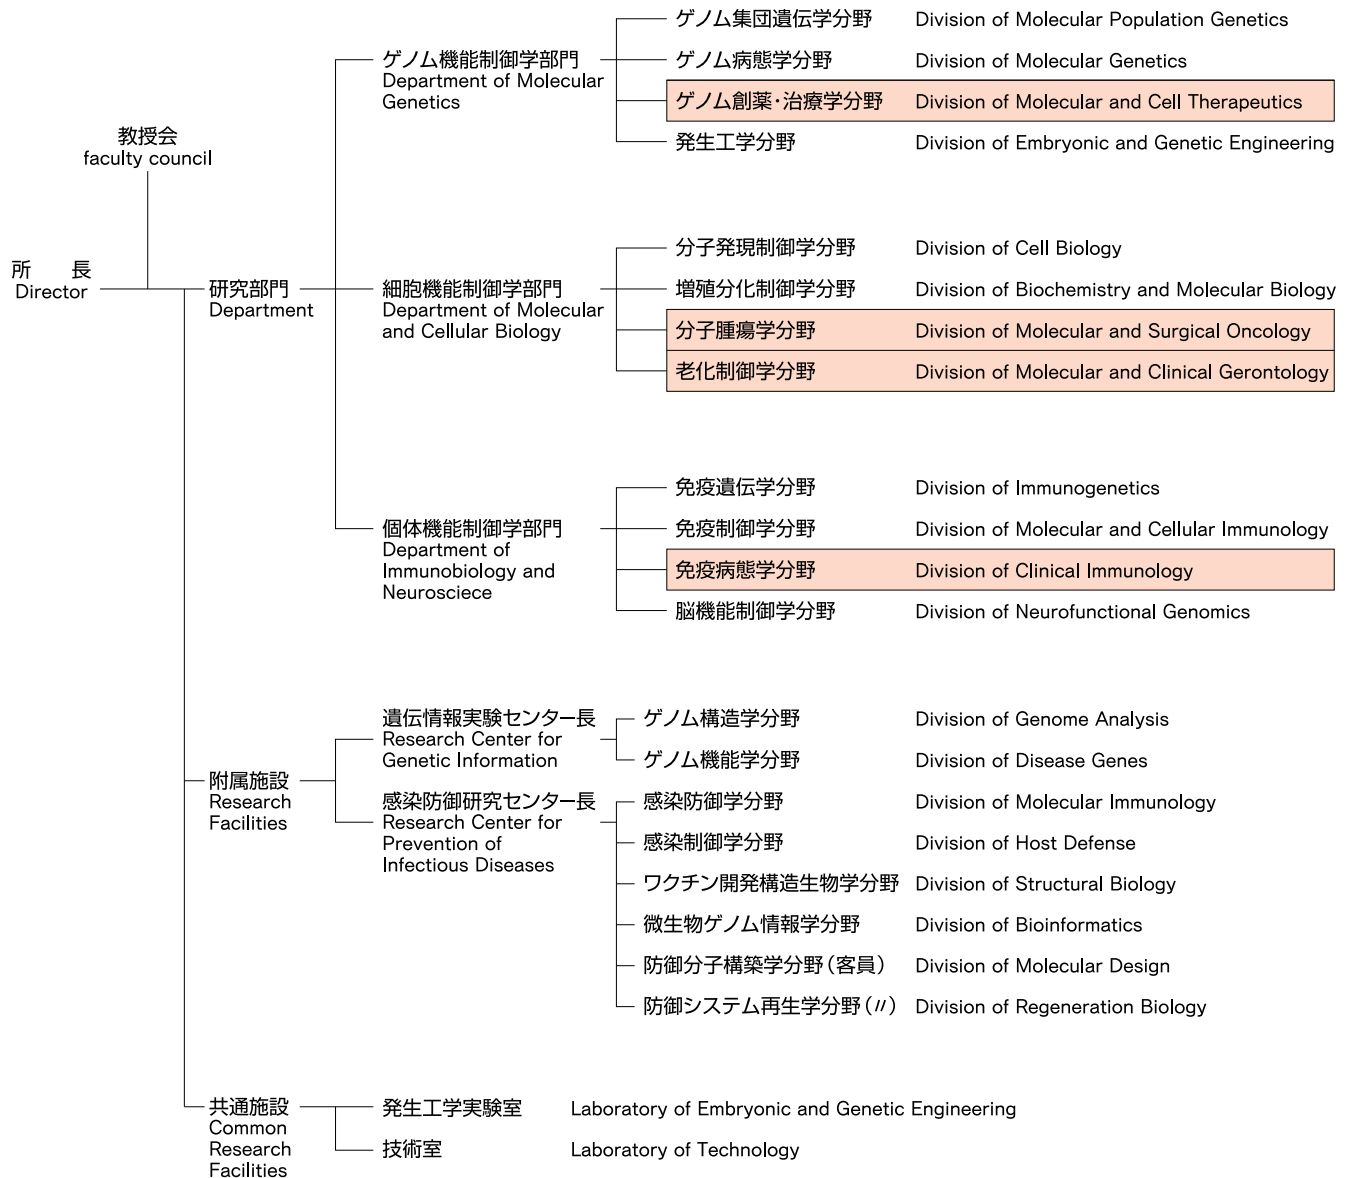 教授会
faculty council
所　長
Director
研究部門
Department
ゲノム機能制御学部門
Department of Molecular
Genetics
ゲノム集団遺伝学分野 Division of Molecular Population Genetics
ゲノム病態学分野 Division of Molecular Genetics
ゲノム創薬・治療学分野 Division of Molecular and Cell Therapeutics
発生工学分野 Division of Embryonic and Genetic Engineering
細胞機能制御学部門
Department of Molecular
and Cellular Biology
分子発現制御学分野 Division of Cell Biology
増殖分化制御学分野 Division of Biochemistry and Molecular Biology
分子腫瘍学分野 Division of Molecular and Surgical Oncology
老化制御学分野 Division of Molecular and Clinical Gerontology
個体機能制御学部門
Department of
Immunobiology and
Neurosciece
免疫遺伝学分野 Division of Immunogenetics
免疫制御学分野 Division of Molecular and Cellular Immunology
免疫病態学分野 Division of Clinical Immunology
脳機能制御学分野 Division of Neurofunctional Genomics
附属施設
Research
Facilities
遺伝情報実験センター長
Research Center for
Genetic Information
ゲノム構造学分野 Division of Genome Analysis
ゲノム機能学分野 Division of Disease Genes
感染防御研究センター長
Research Center for
Prevention of
Infectious Diseases
感染防御学分野 Division of Molecular Immunology
感染制御学分野 Division of Host Defense
ワクチン開発構造生物学分野 Division of Structural Biology
微生物ゲノム情報学分野 Division of Bioinformatics
防御分子構築学分野（客員） Division of Molecular Design
防御システム再生学分野（〃） Division of Regeneration Biology
共通施設
Common
Research
Facilities
発生工学実験室 Laboratory of Embryonic and Genetic Engineering
技術室 Laboratory of Technology